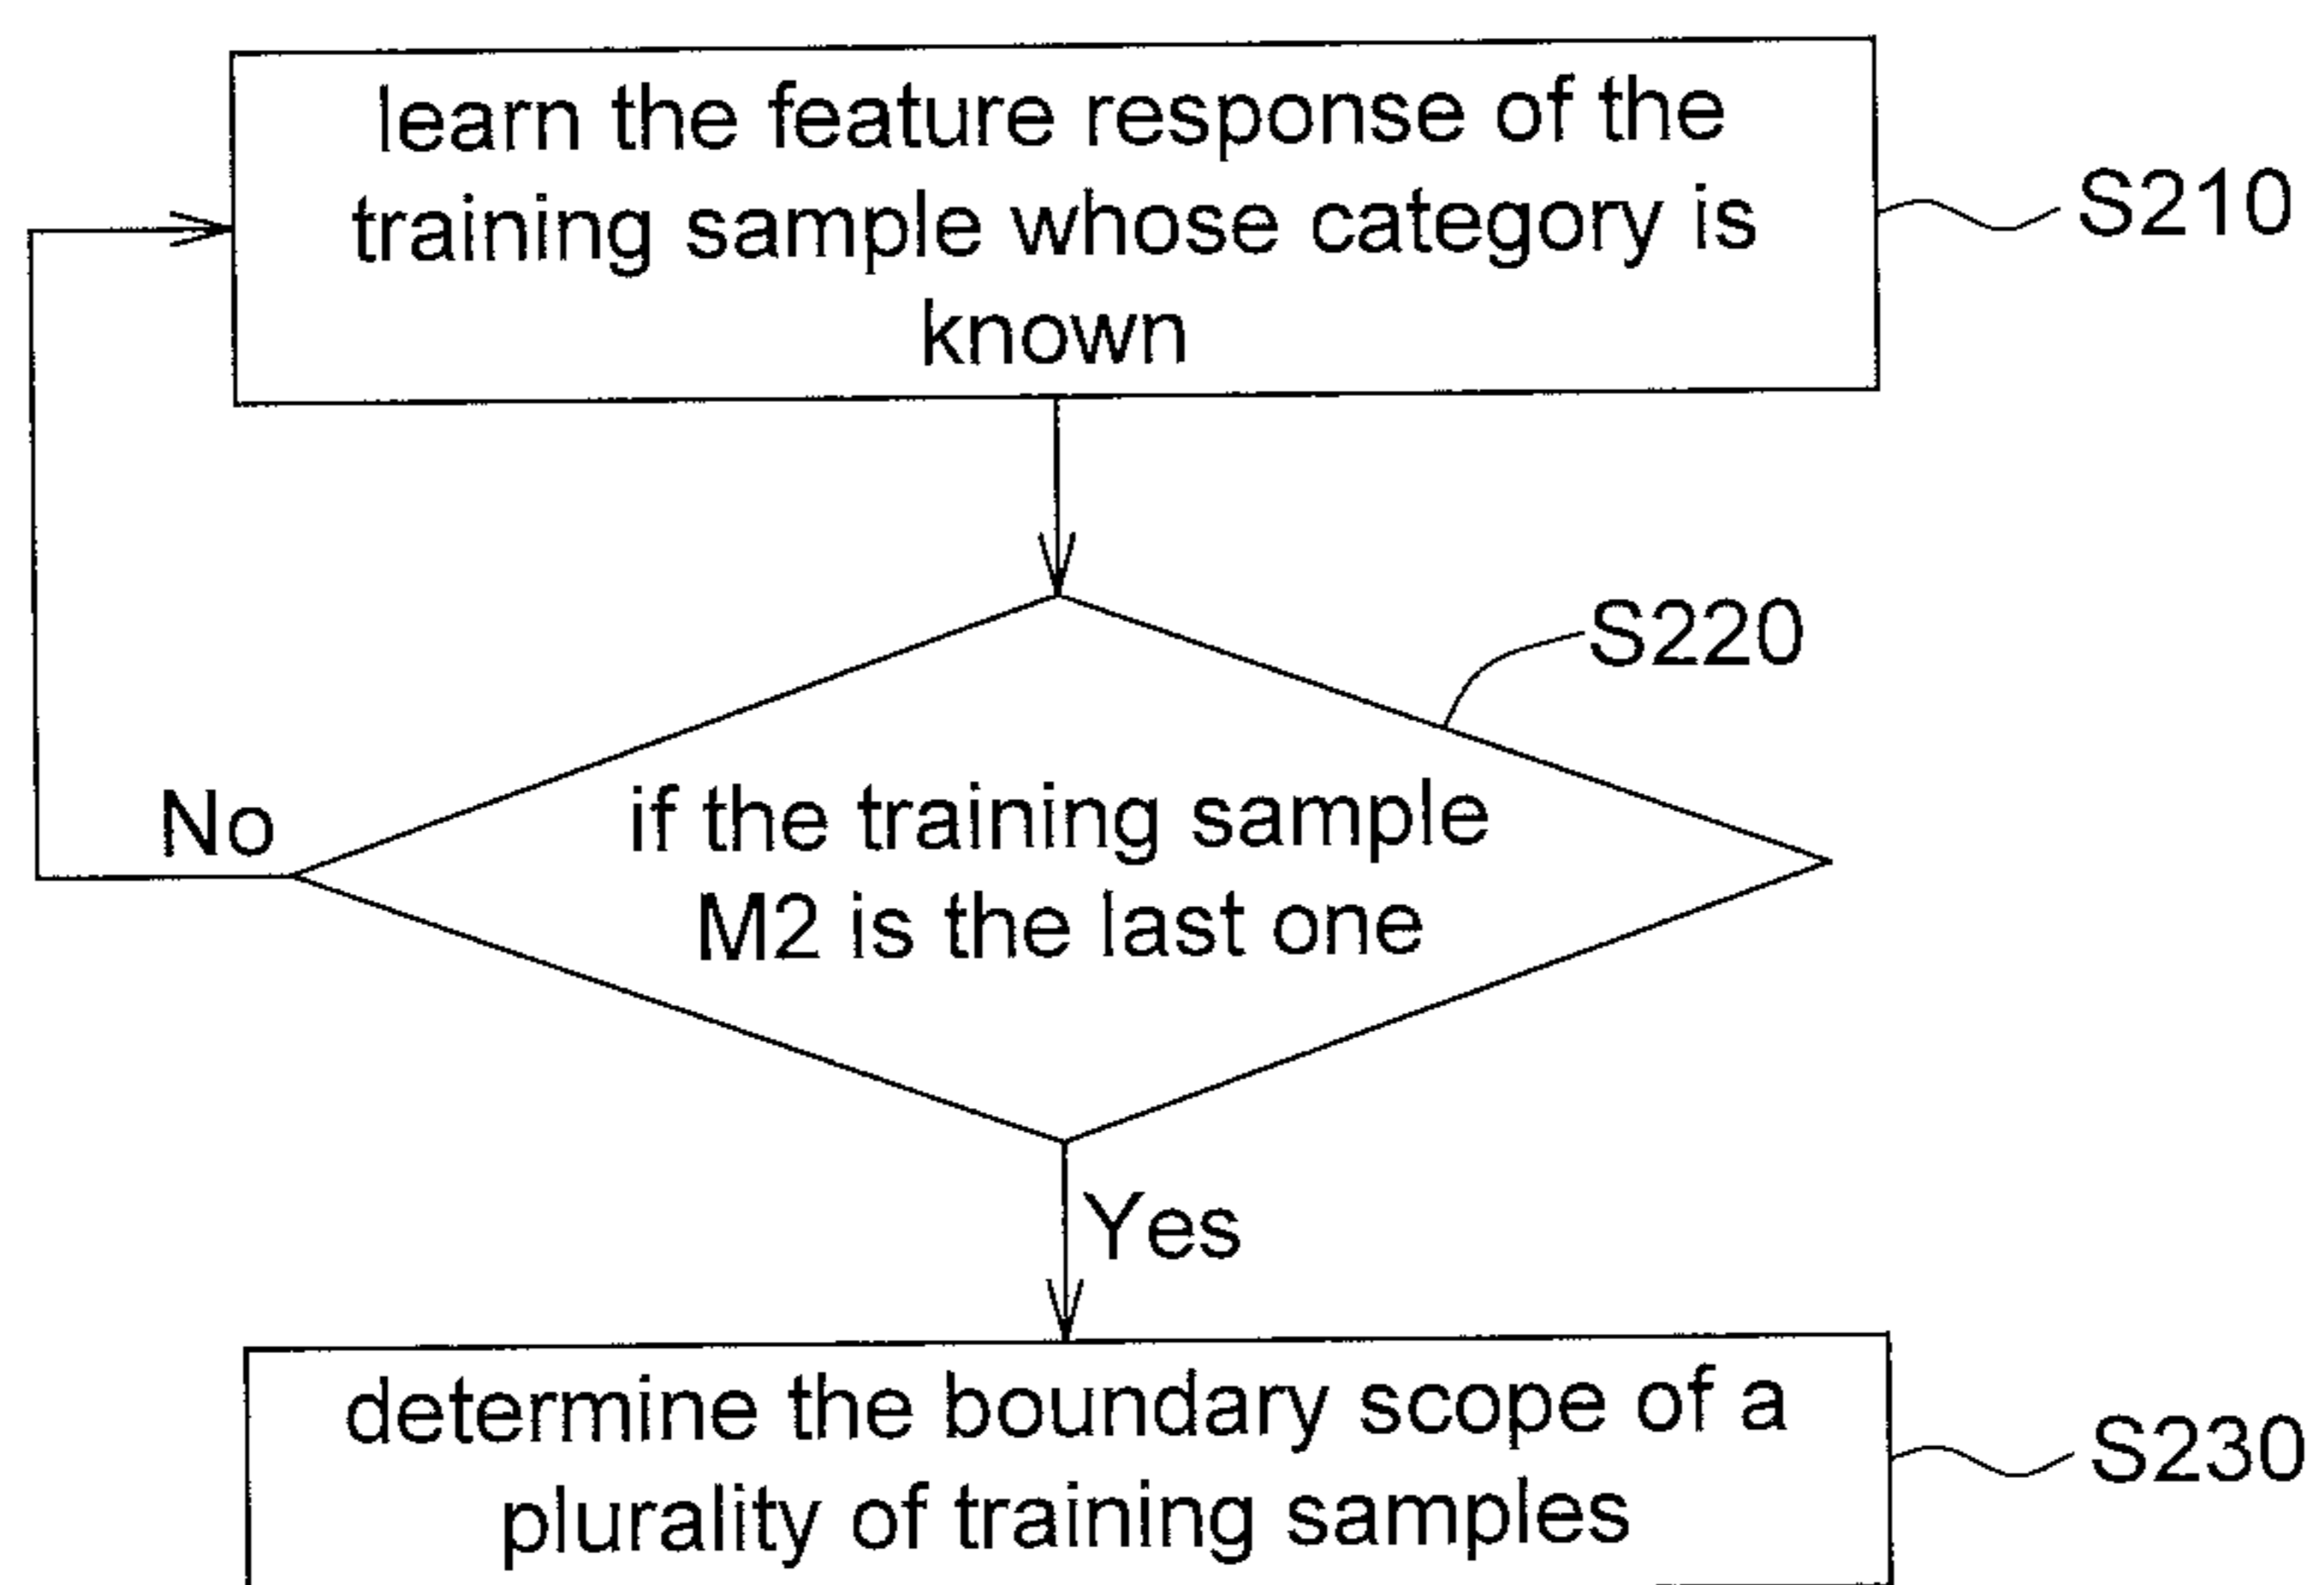 learn the feature response of the
training sample whose category is
known
S210
S220
if the training sample
M2 is the last one
No
Yes
determine the boundary scope of a
plurality of training samples
S230